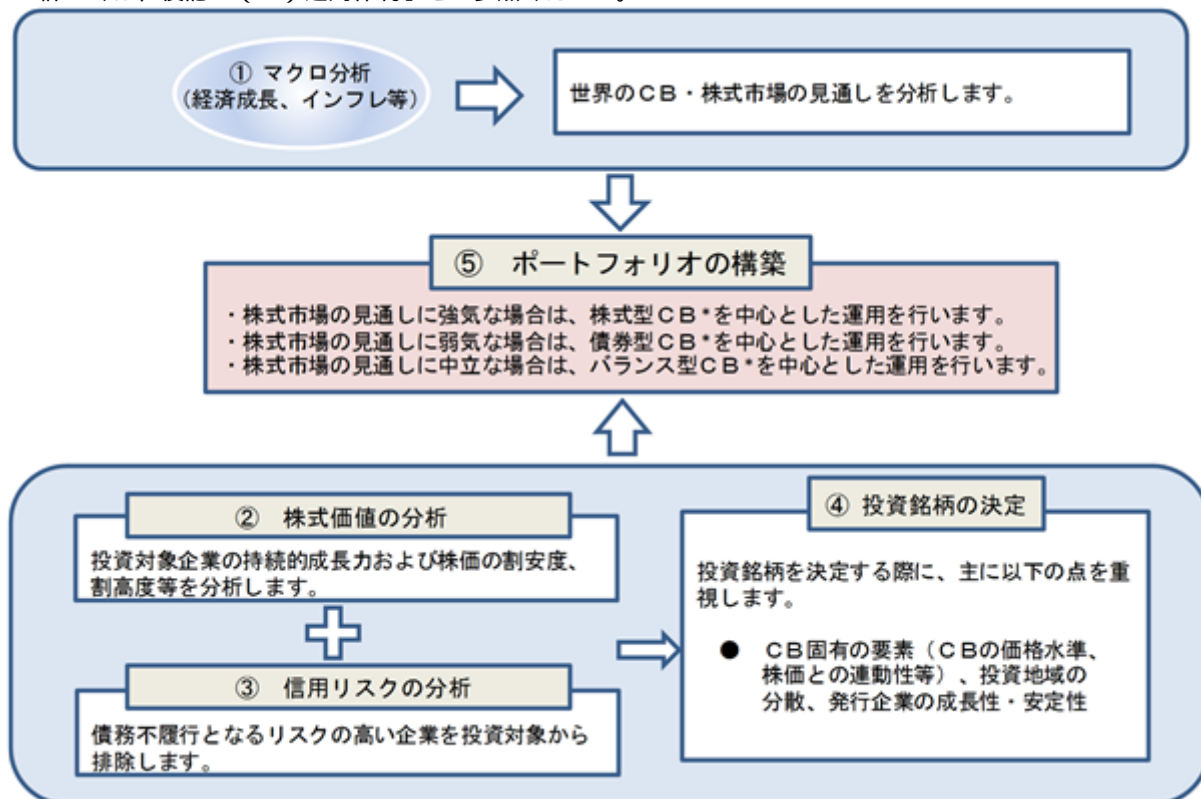 ① マクロ分析
(経済成長、インフレ等)
世界のCB・株式市場の見通しを分析します。
⑤ ポートフォリオの構築
・株式市場の見通しに強気な場合は、株式型CB*を中心とした運用を行います。
・株式市場の見通しに弱気な場合は、債券型CB*を中心とした運用を行います。
・株式市場の見通しに中立な場合は、バランス型CB*を中心とした運用を行います。
② 株式価値の分析
投資対象企業の持続的成長力および株価の割安度、
割高度等を分析します。
③ 信用リスクの分析
債務不履行となるリスクの高い企業を投資対象から
排除します。
④ 投資銘柄の決定
投資銘柄を決定する際に、主に以下の点を重
視します。
● CB固有の要素（CBの価格水準、
株価との連動性等）、投資地域の
分散、発行企業の成長性・安定性